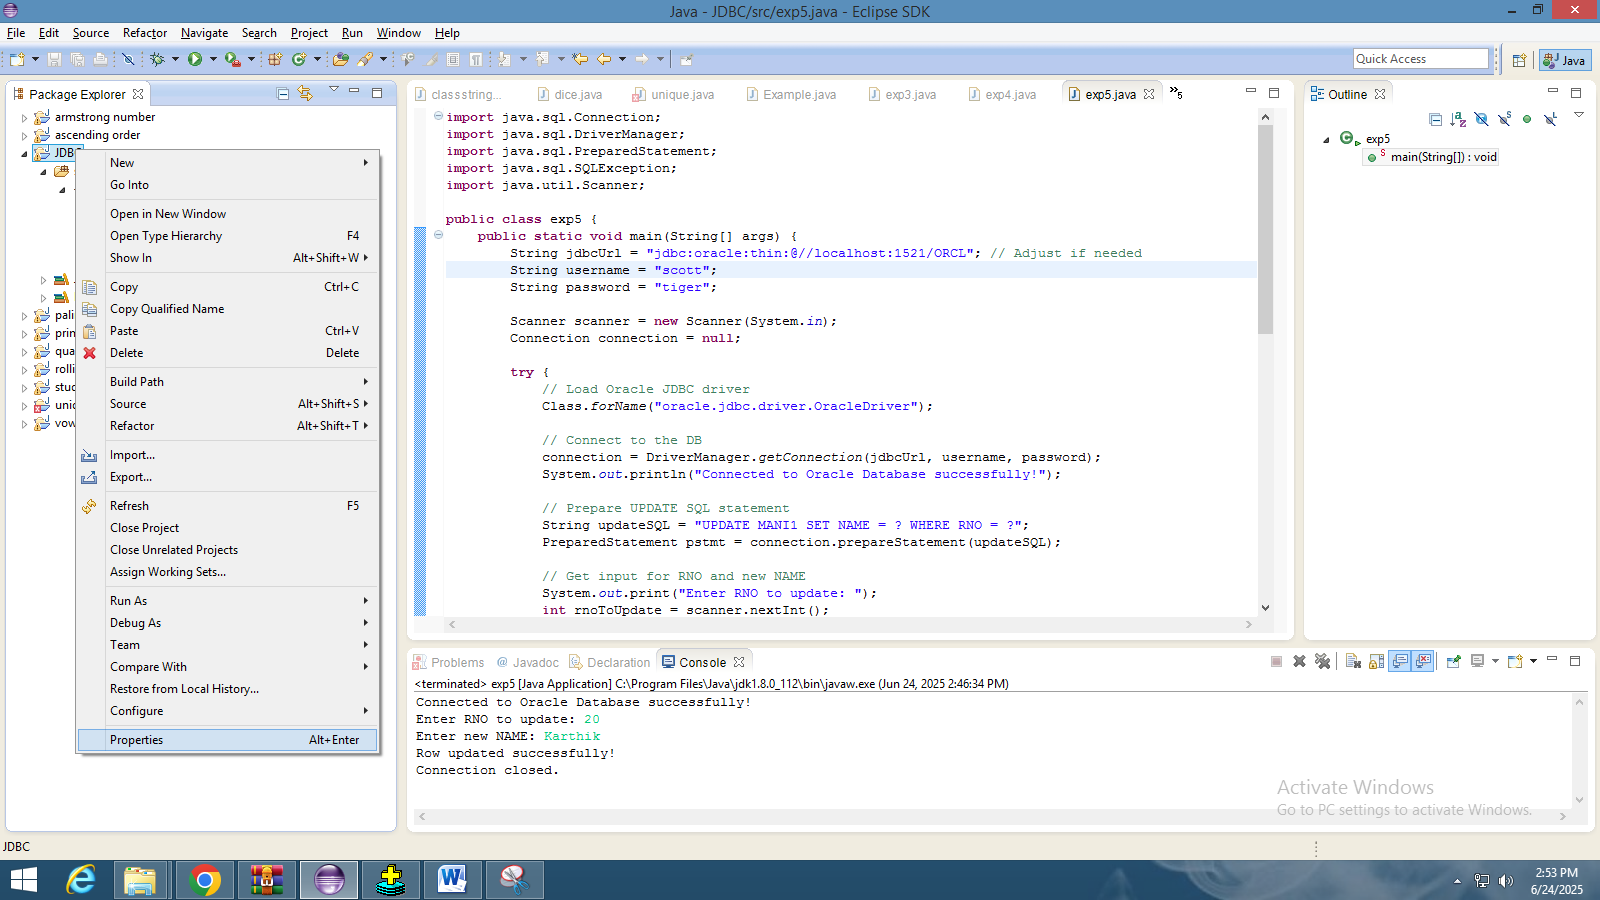 Java - JDBC/src/exp5.java - Eclipse SDK
File Edit Source Refactor Navigate Search Project Run Window Help
Quick Access
Java
Package Explorer
armstrong number
ascending order
JDBC
pali
prin
qua
rolli
stuc
unic
vow
New
Go Into
Open in New Window
Open Type Hierarchy F4
Show In Alt+Shift+W
Copy Ctrl+C
Copy Qualified Name
Paste Ctrl+V
Delete Delete
Build Path
Source Alt+Shift+S
Refactor Alt+Shift+T
Import...
Export...
Refresh F5
Close Project
Close Unrelated Projects
Assign Working Sets...
Run As
Debug As
Team
Compare With
Restore from Local History...
Configure
Properties Alt+Enter
classstring... dice.java unique.java Example.java exp3.java exp4.java exp5.java »5
import java.sql.Connection;
import java.sql.DriverManager;
import java.sql.PreparedStatement;
import java.sql.SQLException;
import java.util.Scanner;
public class exp5 {
public static void main(String[] args) {
String jdbcUrl = "jdbc:oracle:thin:@//localhost:1521/ORCL"; // Adjust if needed
String username = "scott";
String password = "tiger";
Scanner scanner = new Scanner(System.in);
Connection connection = null;
try {
// Load Oracle JDBC driver
Class.forName("oracle.jdbc.driver.OracleDriver");
// Connect to the DB
connection = DriverManager.getConnection(jdbcUrl, username, password);
System.out.println("Connected to Oracle Database successfully!");
// Prepare UPDATE SQL statement
String updateSQL = "UPDATE MANI1 SET NAME = ? WHERE RNO = ?";
PreparedStatement pstmt = connection.prepareStatement(updateSQL);
// Get input for RNO and new NAME
System.out.print("Enter RNO to update: ");
int rnoToUpdate = scanner.nextInt();
Outline
exp5
main(String[]) : void
Problems @ Javadoc Declaration Console
<terminated> exp5 [Java Application] C:\Program Files\Java\jdk1.8.0_112\bin\javaw.exe (Jun 24, 2025 2:46:34 PM)
Connected to Oracle Database successfully!
Enter RNO to update: 20
Enter new NAME: Karthik
Row updated successfully!
Connection closed.
Activate Windows
Go to PC settings to activate Windows.
JDBC
2:53 PM
6/24/2025